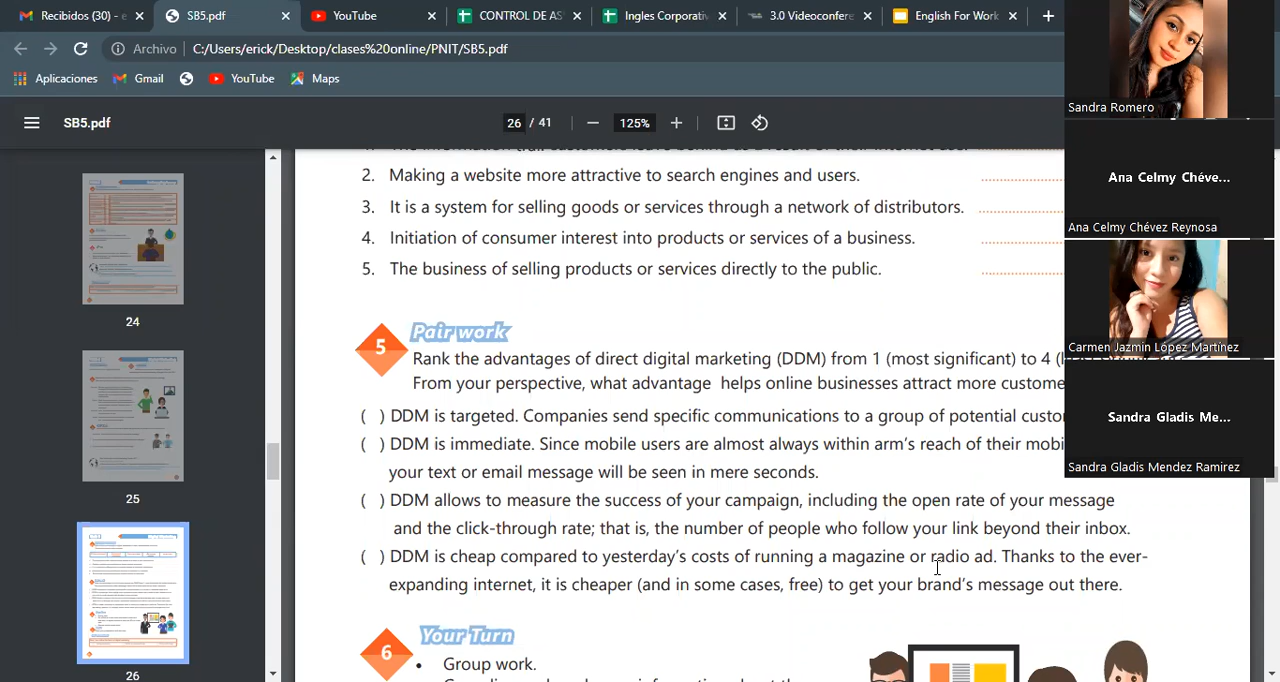 Recibidos (30) - e
SB5.pdf
YouTube
CONTROL DE AS
Ingles Corporativ
3.0 Videoconfere
English For Work
Archivo
C:/Users/erick/Desktop/clases%20online/PNIT/SB5.pdf
Aplicaciones
Gmail
YouTube
Maps
SB5.pdf
26 / 41
125%
24
25
26
2. Making a website more attractive to search engines and users.
3. It is a system for selling goods or services through a network of distributors.
4. Initiation of consumer interest into products or services of a business.
5. The business of selling products or services directly to the public.
5
Pair work
Rank the advantages of direct digital marketing (DDM) from 1 (most significant) to 4
From your perspective, what advantage helps online businesses attract more custome
( ) DDM is targeted. Companies send specific communications to a group of potential custo
( ) DDM is immediate. Since mobile users are almost always within arm's reach of their mobi
your text or email message will be seen in mere seconds.
( ) DDM allows to measure the success of your campaign, including the open rate of your message
and the click-through rate; that is, the number of people who follow your link beyond their inbox.
( ) DDM is economical to yesterday's costs of running a magazine or radio ad. Thanks to the ever-
expanding internet, it is cheaper (and in some cases, free) to get your brand's message out there.
6
Your Turn
• Group work.
Sandra Romero
Ana Celmy Chéve...
Ana Celmy Chévez Reynosa
Carmen Jazmin López Martínez
Sandra Gladis Me...
Sandra Gladis Mendez Ramirez